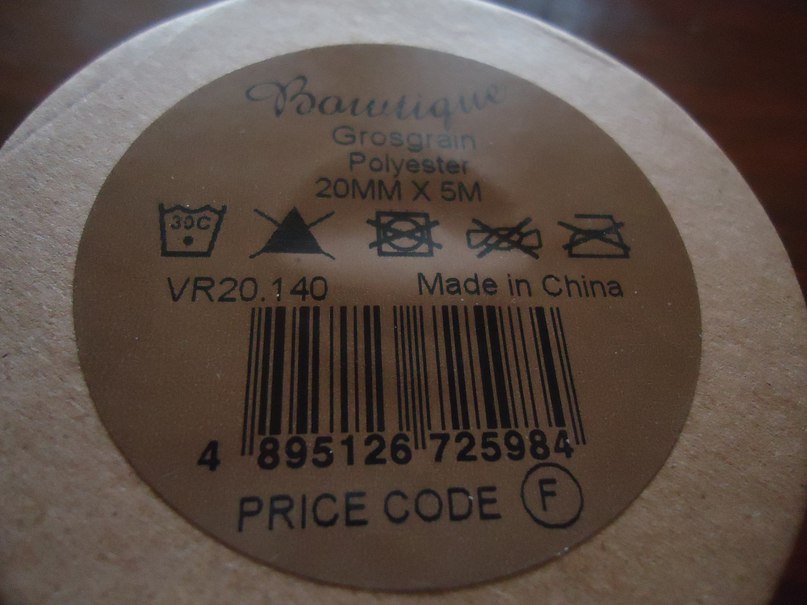 Bowtique
Grosgrain
Polyester
20MM X 5M
30C
VR20.140 Made in China
4 895126 725984
PRICE CODE F